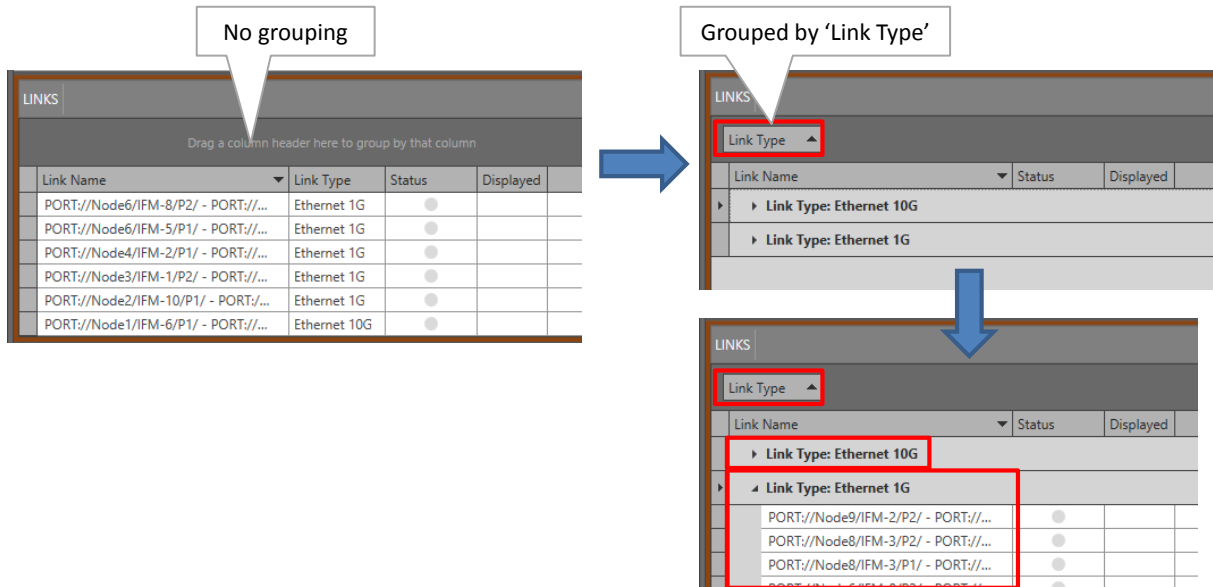 No grouping
LINKS
Drag a column header here to group by that column
Link Name Link Type Status Displayed
PORT://Node6/IFM-8/P2/ - PORT://... Ethernet 1G
PORT://Node6/IFM-5/P1/ - PORT://... Ethernet 1G
PORT://Node4/IFM-2/P1/ - PORT://... Ethernet 1G
PORT://Node3/IFM-1/P2/ - PORT://... Ethernet 1G
PORT://Node2/IFM-10/P1/ - PORT:/... Ethernet 1G
PORT://Node1/IFM-6/P1/ - PORT://... Ethernet 10G
Grouped by ‘Link Type’
LINKS
Link Type
Link Name Status Displayed
Link Type: Ethernet 10G
Link Type: Ethernet 1G
LINKS
Link Type
Link Name Status Displayed
Link Type: Ethernet 10G
Link Type: Ethernet 1G
PORT://Node9/IFM-2/P2/ - PORT://...
PORT://Node8/IFM-3/P2/ - PORT://...
PORT://Node8/IFM-3/P1/ - PORT://...